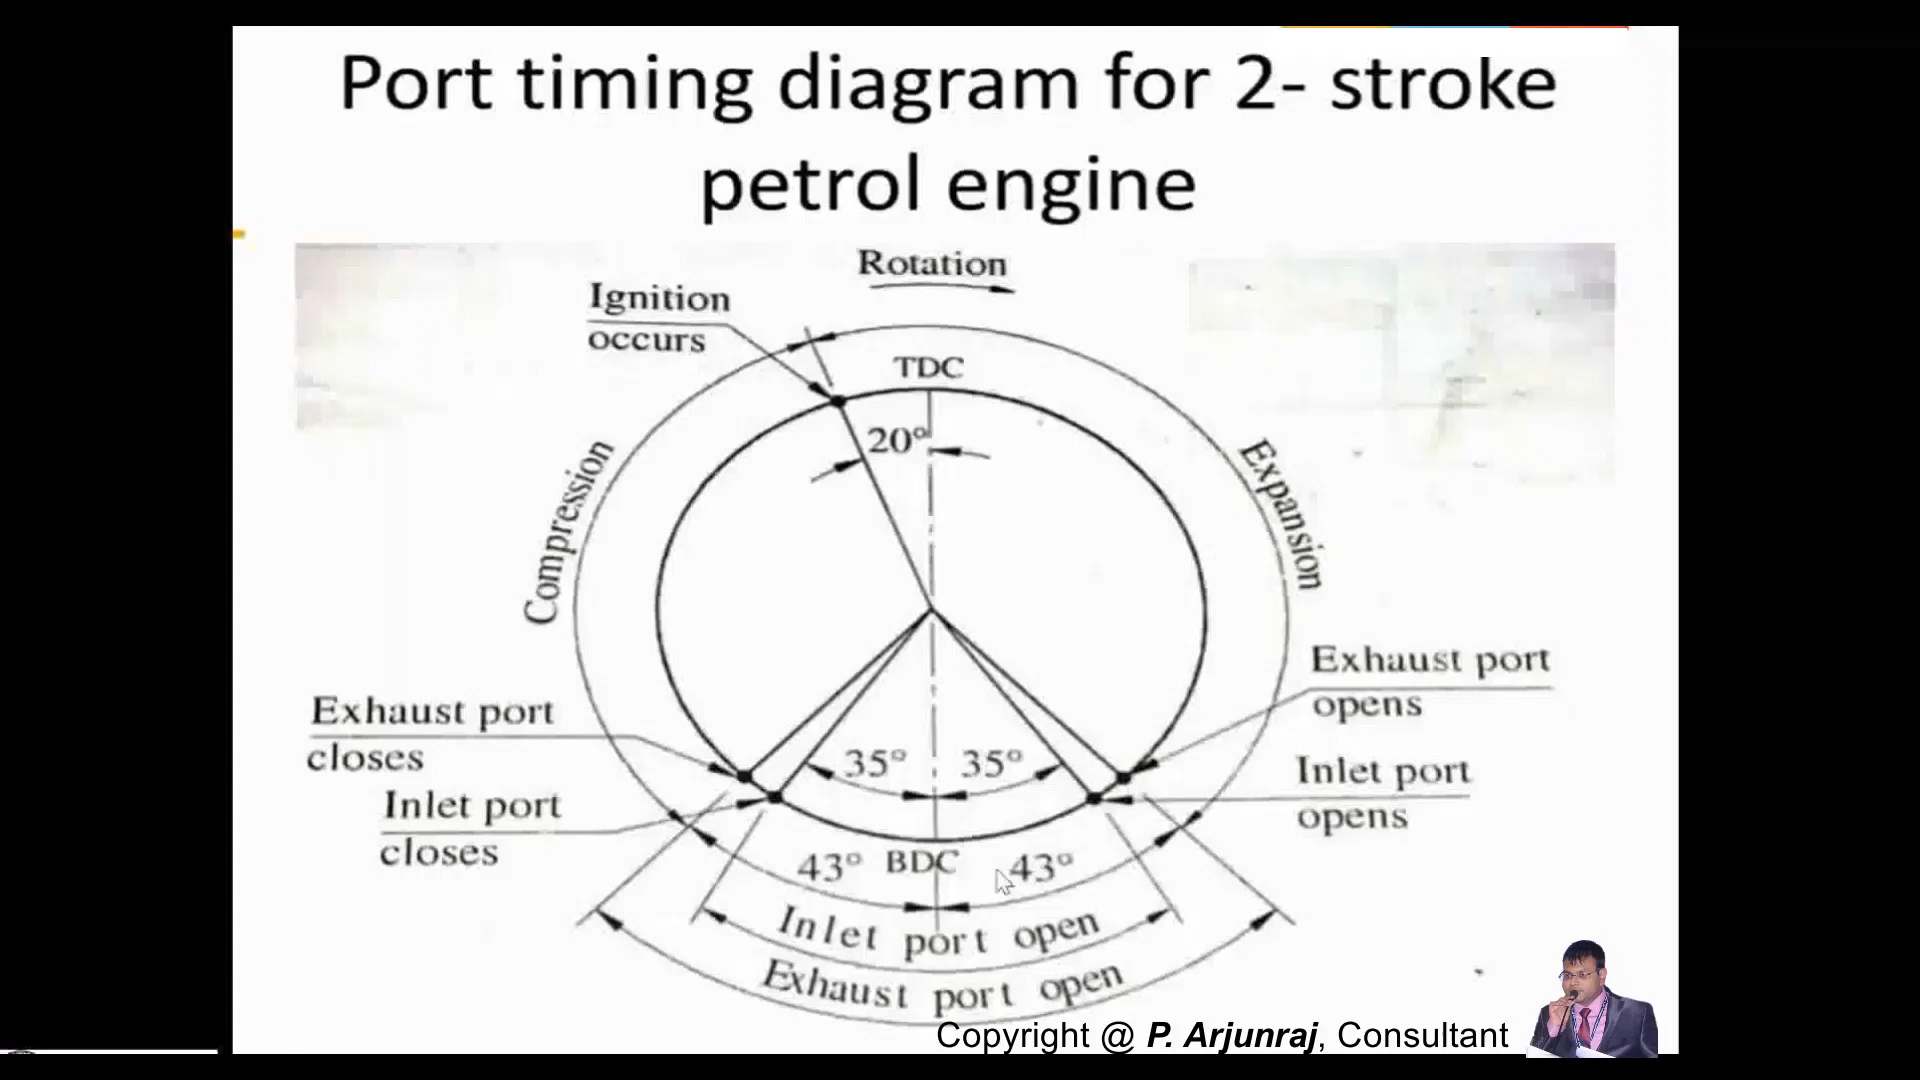 Port timing diagram for 2- stroke
petrol engine
Rotation
Ignition
occurs
TDC
20°
Compression
Expansion
Exhaust port
opens
Exhaust port
closes
35° 35°
Inlet port
opens
Inlet port
closes
43° BDC 43°
Inlet port open
Exhaust port open
Copyright @ P. Arjunraj, Consultant